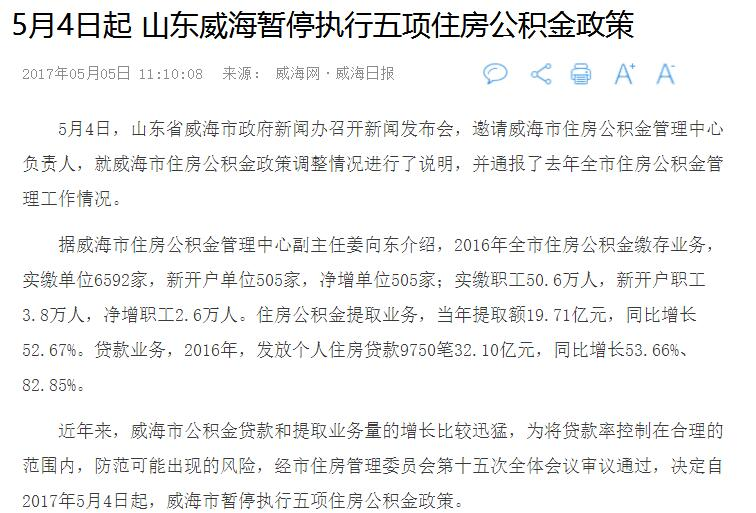 5月4日起 山东威海暂停执行五项住房公积金政策
2017年05月05日 11:10:08 来源： 威海网·威海日报
A+ A-
5月4日，山东省威海市政府新闻办召开新闻发布会，邀请威海市住房公积金管理中心
负责人，就威海市住房公积金政策调整情况进行了说明，并通报了去年全市住房公积金管
理工作情况。
据威海市住房公积金管理中心副主任姜向东介绍，2016年全市住房公积金缴存业务，
实缴单位6592家，新开户单位505家，净增单位505家；实缴职工50.6万人，新开户职工
3.8万人，净增职工2.6万人。住房公积金提取业务，当年提取额19.71亿元，同比增长
52.67%。贷款业务，2016年，发放个人住房贷款9750笔32.10亿元，同比增长53.66%、
82.85%。
近年来，威海市公积金贷款和提取业务量的增长比较迅猛，为将贷款率控制在合理的
范围内，防范可能出现的风险，经市住房管理委员会第十五次全体会议审议通过，决定自
2017年5月4日起，威海市暂停执行五项住房公积金政策。